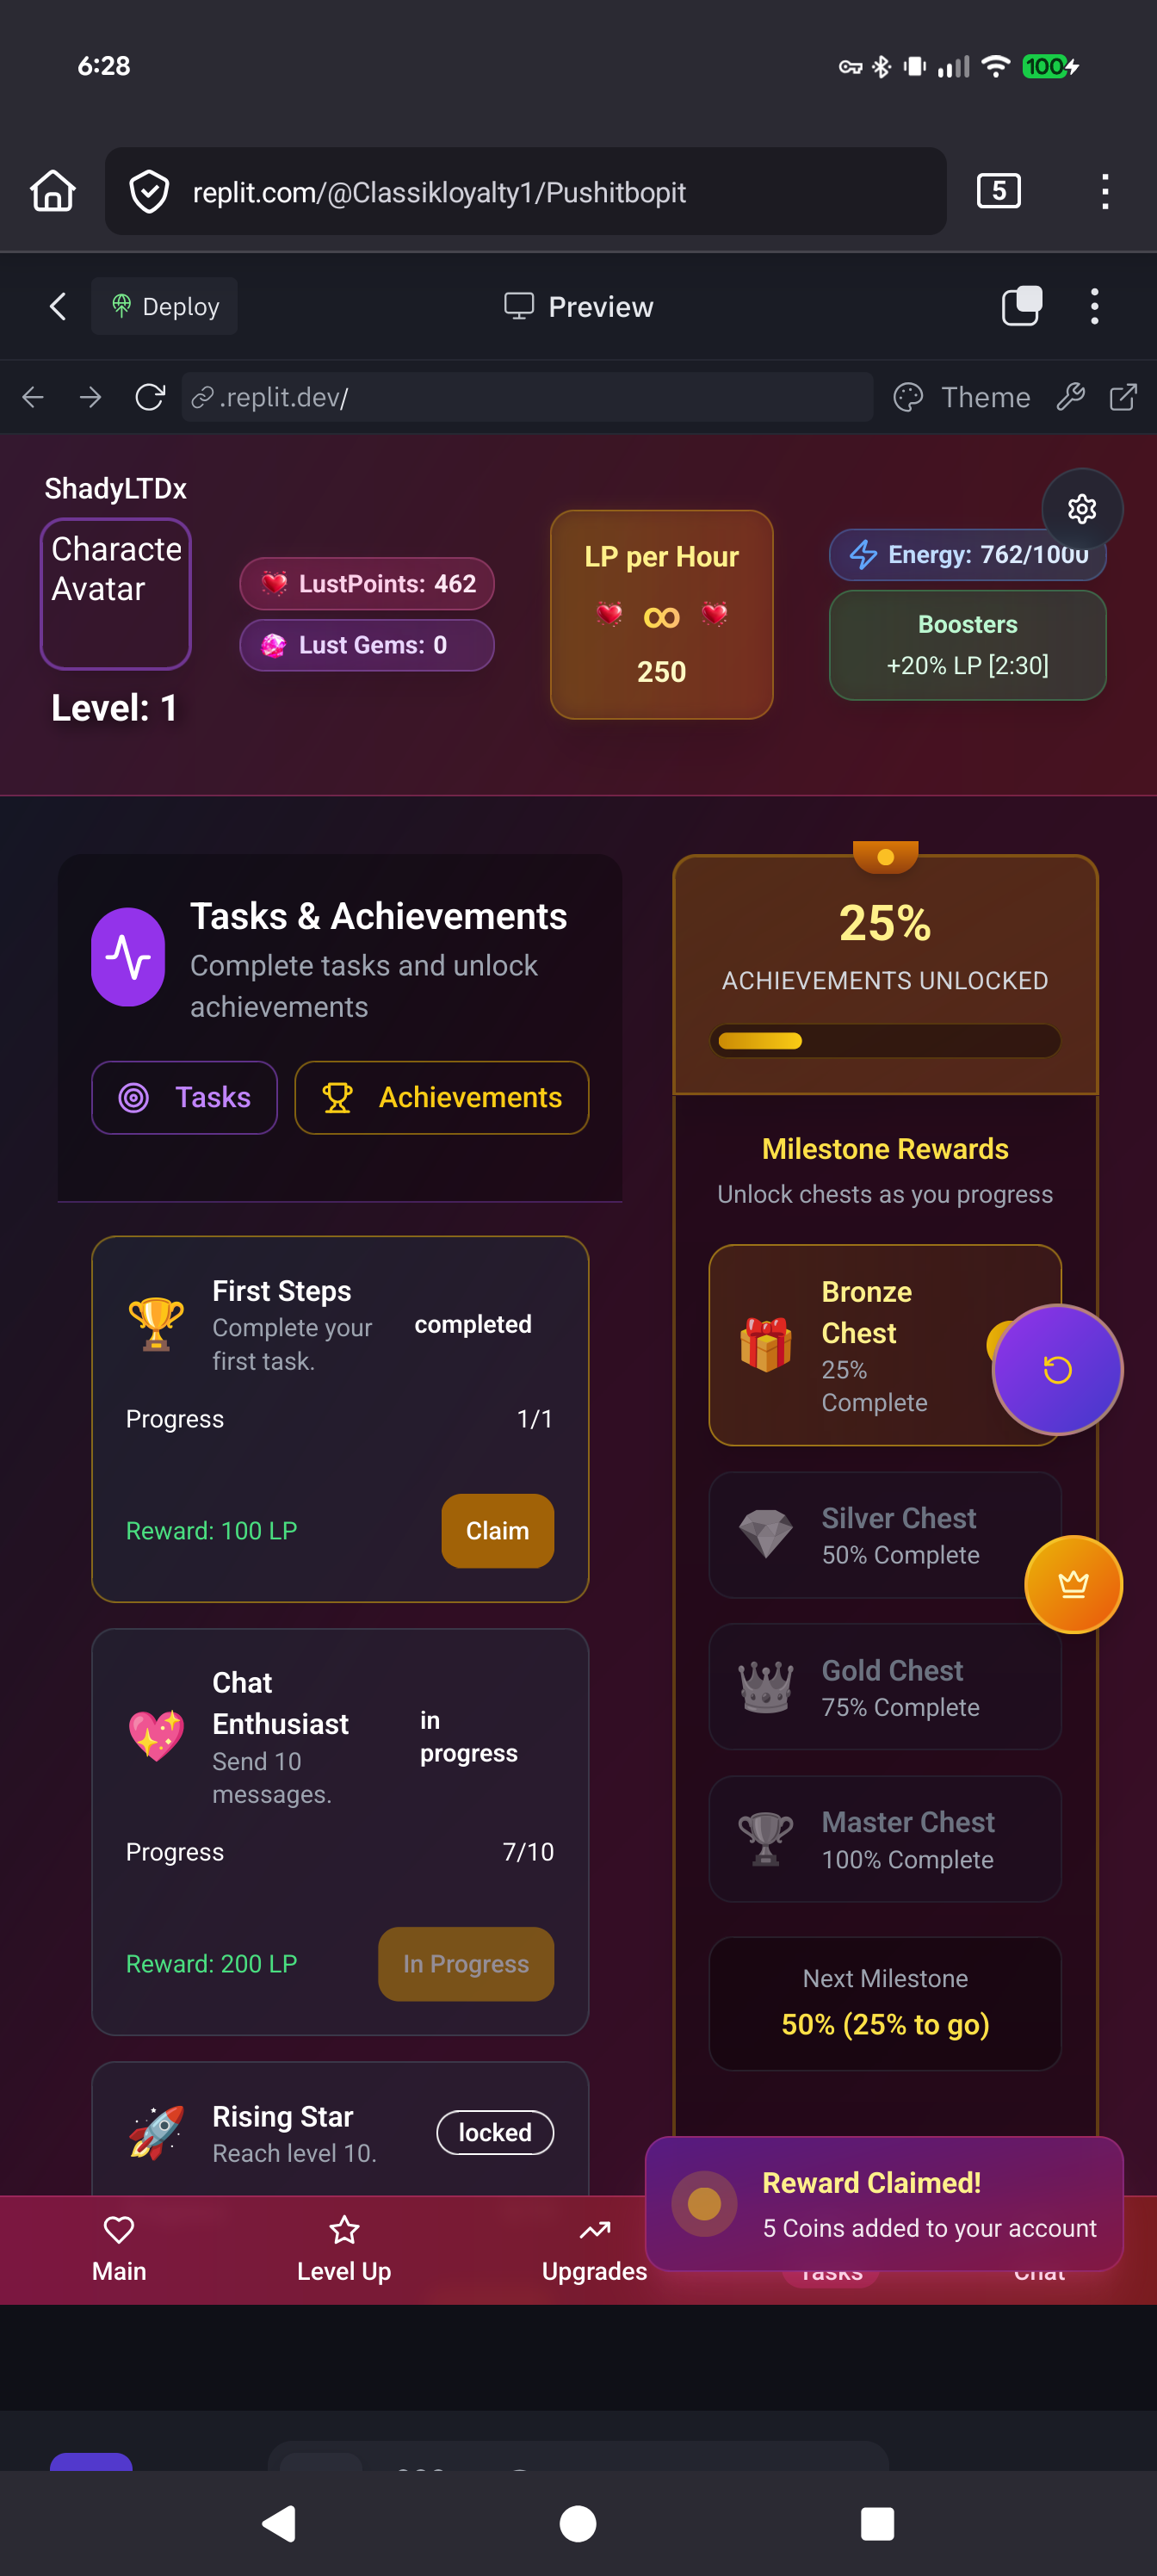 6:28
100
replit.com/@Classikloyalty1/Pushitbopit
5
Deploy
Preview
.replit.dev/
Theme
ShadyLTDx
Characte
Avatar
Level: 1
LustPoints: 462
Lust Gems: 0
LP per Hour
∞
250
Energy: 762/1000
Boosters
+20% LP [2:30]
Tasks & Achievements
Complete tasks and unlock
achievements
Tasks
Achievements
First Steps
Complete your
first task.
completed
Progress
1/1
Reward: 100 LP
Claim
Chat
Enthusiast
Send 10
messages.
in
progress
Progress
7/10
Reward: 200 LP
In Progress
Rising Star
Reach level 10.
locked
25%
ACHIEVEMENTS UNLOCKED
Milestone Rewards
Unlock chests as you progress
Bronze
Chest
25%
Complete
Silver Chest
50% Complete
Gold Chest
75% Complete
Master Chest
100% Complete
Next Milestone
50% (25% to go)
Reward Claimed!
5 Coins added to your account
Main
Level Up
Upgrades
Tasks
Chat